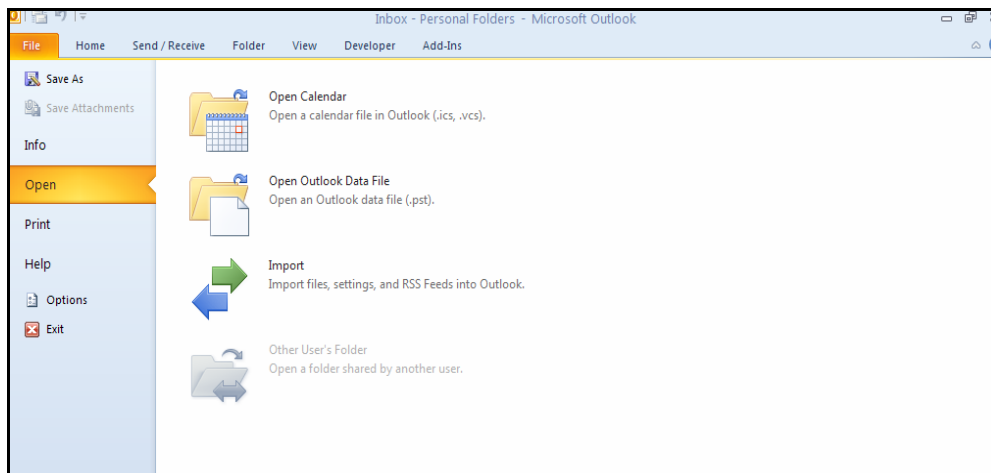 Inbox - Personal Folders - Microsoft Outlook
File Home Send / Receive Folder View Developer Add-Ins
Save As
Save Attachments
Info
Open
Print
Help
Options
Exit
Open Calendar
Open a calendar file in Outlook (.ics, .vcs).
Open Outlook Data File
Open an Outlook data file (.pst).
Import
Import files, settings, and RSS Feeds into Outlook.
Other User's Folder
Open a folder shared by another user.